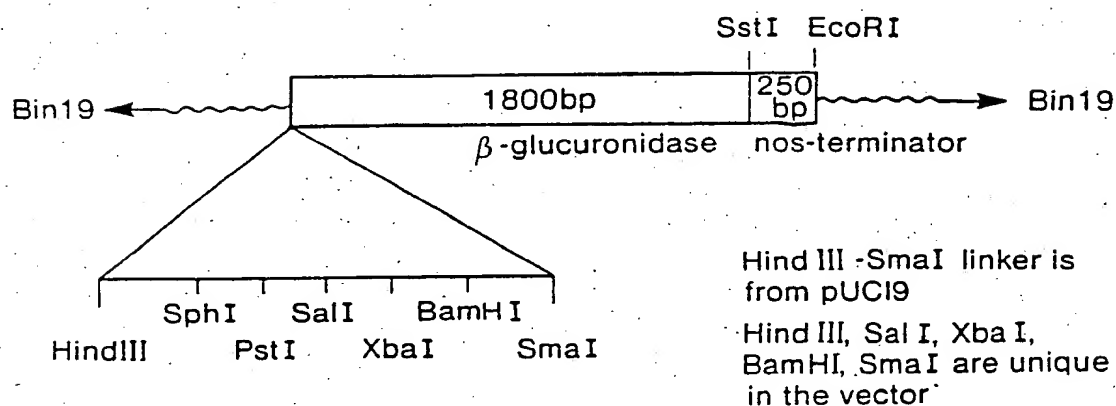 SstI EcoRI
Bin19
1800bp
250
bp
Bin19
β-glucuronidase nos-terminator
SphI SalI BamHI
HindIII PstI XbaI SmaI
Hind III -SmaI linker is
from pUC19
Hind III, Sal I, Xba I,
BamHI, SmaI are unique
in the vector